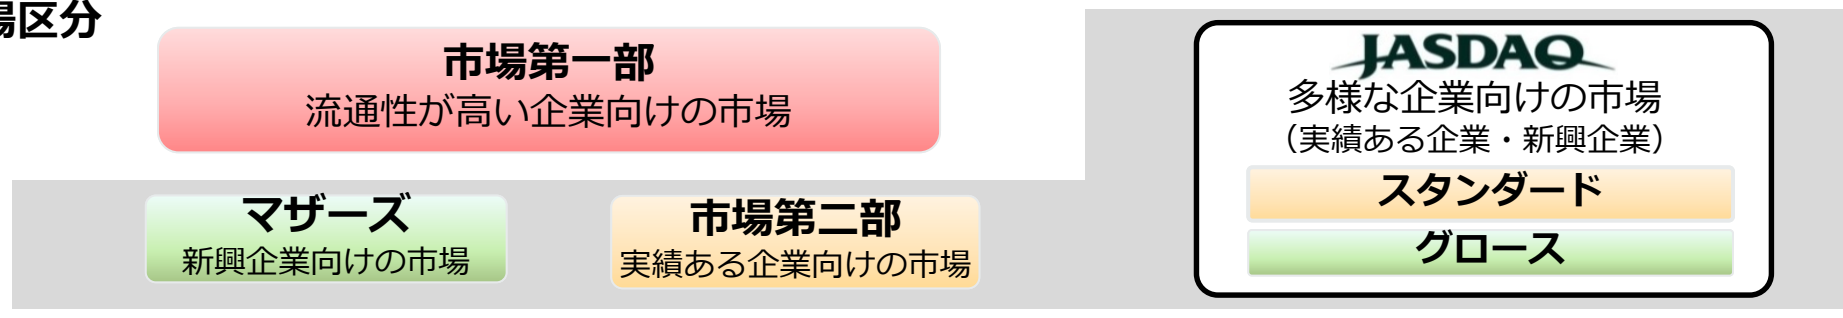 場区分
市場第一部
流通性が高い企業向けの市場
マザーズ
新興企業向けの市場
市場第二部
実績ある企業向けの市場
JASDAQ
多様な企業向けの市場
（実績ある企業・新興企業）
スタンダード
グロース